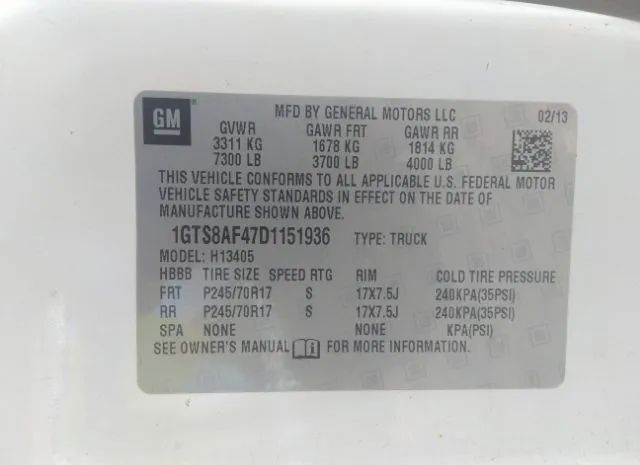 GM ®
MFD BY GENERAL MOTORS LLC 02/13
GVWR GAWR FRT GAWR RR
3311 KG 1678 KG 1814 KG
7300 LB 3700 LB 4000 LB
THIS VEHICLE CONFORMS TO ALL APPLICABLE U.S. FEDERAL MOTOR
VEHICLE SAFETY STANDARDS IN EFFECT ON THE DATE OF
MANUFACTURE SHOWN ABOVE.
1GTS8AF47D1151936 TYPE: TRUCK
MODEL: H13405
HBBB TIRE SIZE SPEED RTG RIM COLD TIRE PRESSURE
FRT P245/70R17 S 17X7.5J 240KPA(35PSI)
RR P245/70R17 S 17X7.5J 240KPA(35PSI)
SPA NONE NONE KPA(PSI)
SEE OWNER'S MANUAL FOR MORE INFORMATION.